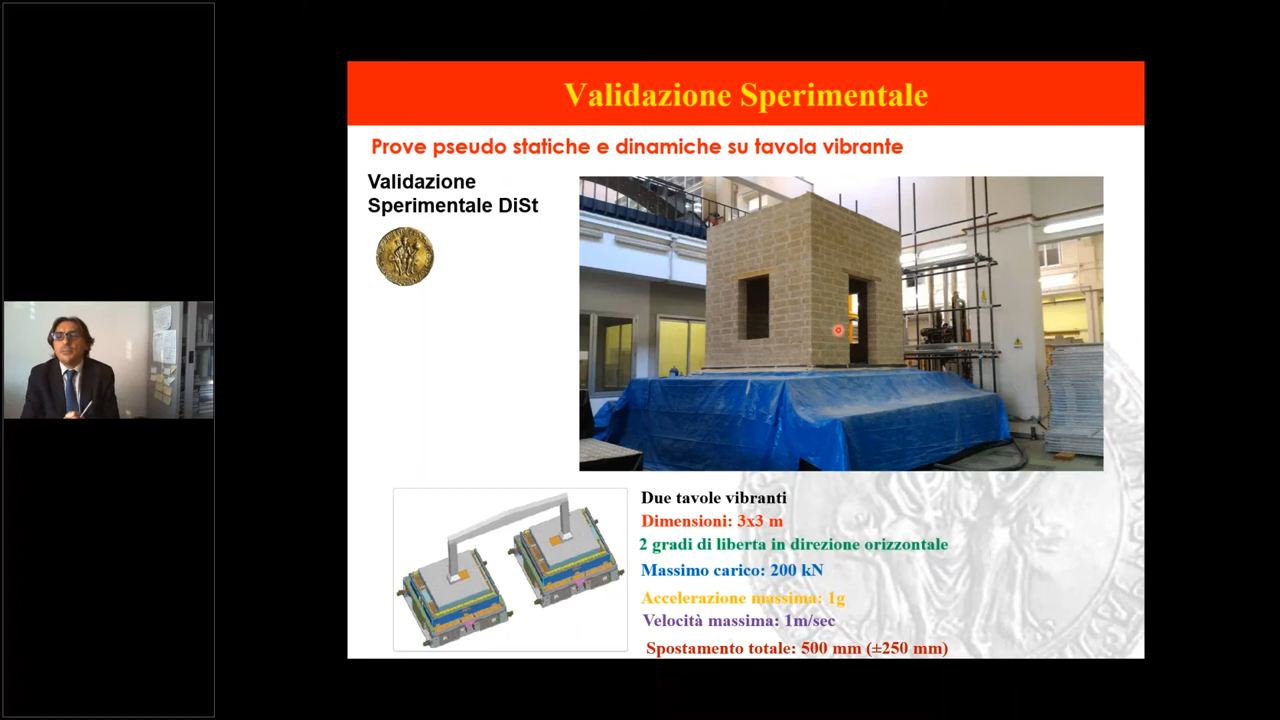 Validazione Sperimentale
Prove pseudo statiche e dinamiche su tavola vibrante
Validazione
Sperimentale DiSt
Due tavole vibranti
Dimensioni: 3x3 m
2 gradi di liberta in direzione orizzontale
Massimo carico: 200 kN
Accelerazione massima: 1g
Velocità massima: 1m/sec
Spostamento totale: 500 mm (±250 mm)